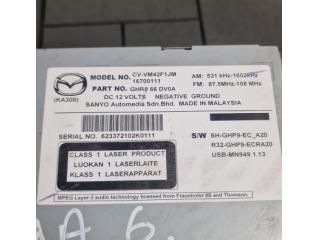 MODEL NO. CV-VM42F1JM AM: 531 kHz-1602kHz
16700111 FM: 87.5MHz-108 MHz
(KA300) PART NO: GHR9 66 DV0A
DC 12 VOLTS NEGATIVE GROUND
SANYO Automedia Sdn.Bhd. MADE IN MALAYSIA
SERIAL NO. 623372102K0111
S/W SH-GHP9-EC_A20
R32-GHP9-ECRA20
USB-MN949 1.13
CLASS 1 LASER PRODUCT
LUOKAN 1 LASERLAITE
KLASS 1 LASERAPPARAT
MPEG Layer-3 audio technology licensed from Fraunhofer IIS and Thomson.
A 6.